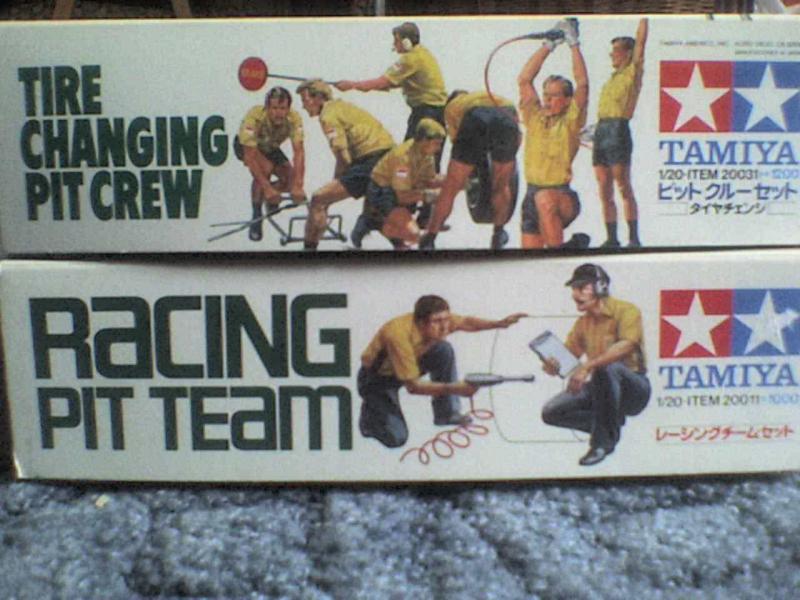 TIRE
CHANGING
PIT CREW
TAMIYA
1/20·ITEM 20031 1200
ピットクルーセット
タイヤチェンジ
RACING
PIT TEAM
TAMIYA
1/20·ITEM 20011 1000
レーシングチームセット